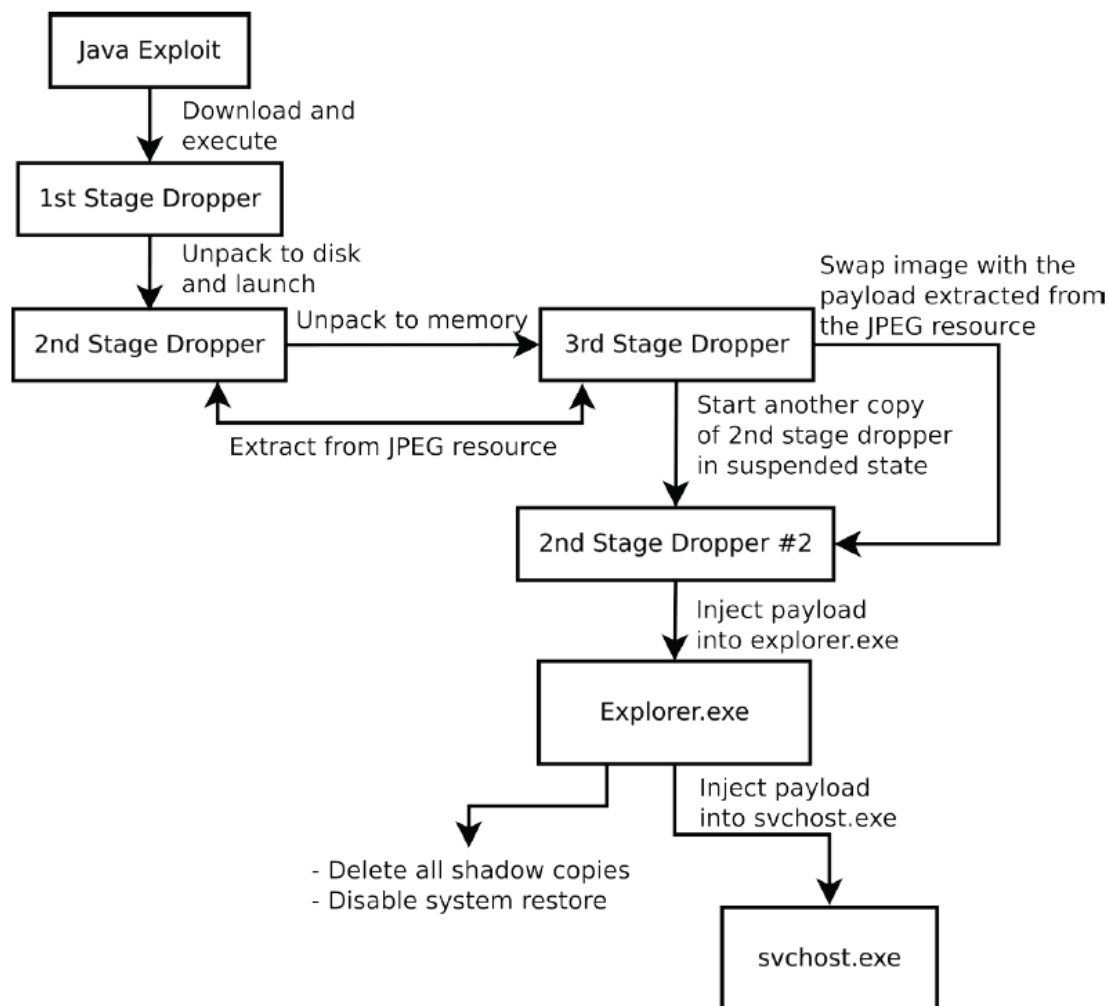 Java Exploit
Download and
execute
1st Stage Dropper
Unpack to disk
and launch
2nd Stage Dropper
Unpack to memory
3rd Stage Dropper
Swap image with the
payload extracted from
the JPEG resource
Extract from JPEG resource
Start another copy
of 2nd stage dropper
in suspended state
2nd Stage Dropper #2
Inject payload
into explorer.exe
Explorer.exe
Inject payload
into svchost.exe
- Delete all shadow copies
- Disable system restore
svchost.exe